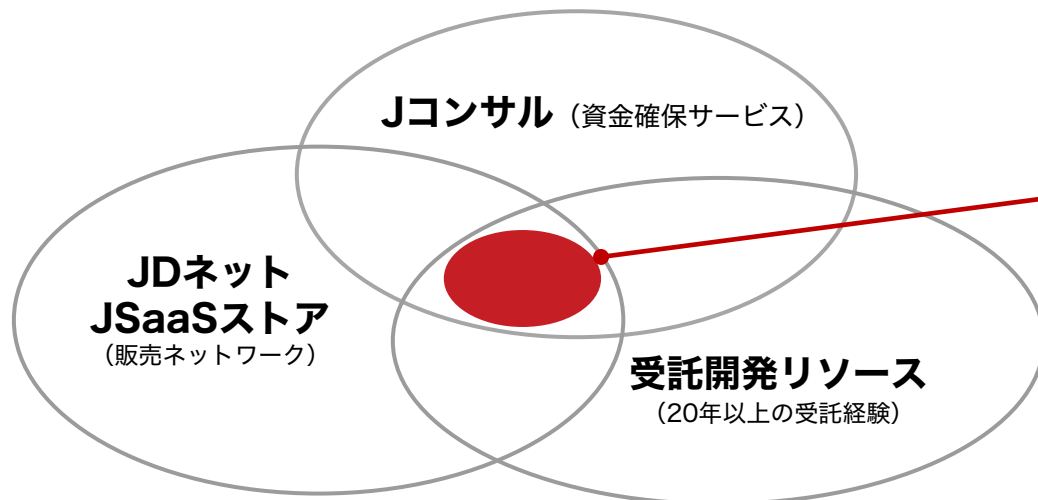 Jコンサル（資金確保サービス）
JDネット
JSaaSストア
（販売ネットワーク）
受託開発リソース
（20年以上の受託経験）